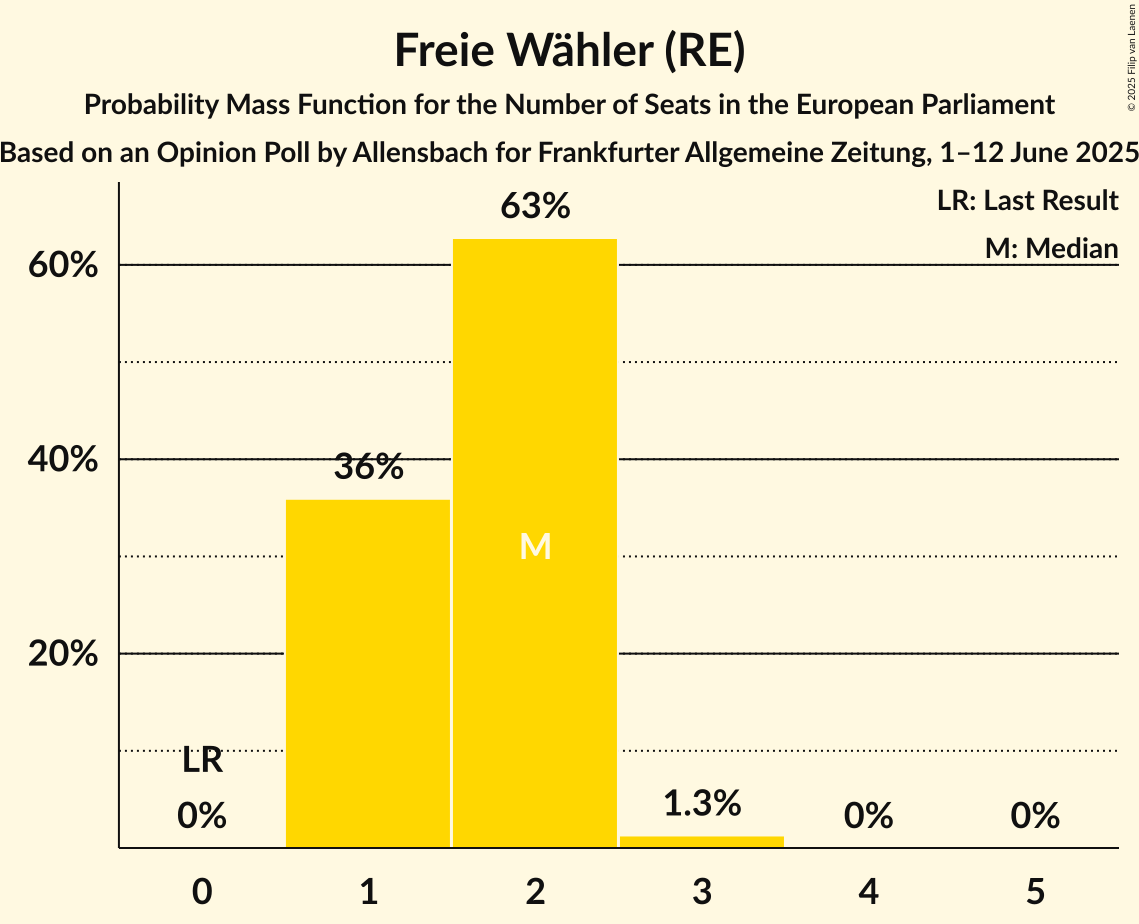 © 2025 Filip van Laenen
Freie Wähler (RE)
Probability Mass Function for the Number of Seats in the European Parliament
Based on an Opinion Poll by Allensbach for Frankfurter Allgemeine Zeitung, 1–12 June 2025
LR: Last Result
M: Median
63%
60%
40%
36%
M
20%
LR
0%
1.3%
0%
0%
0
1
2
3
4
5